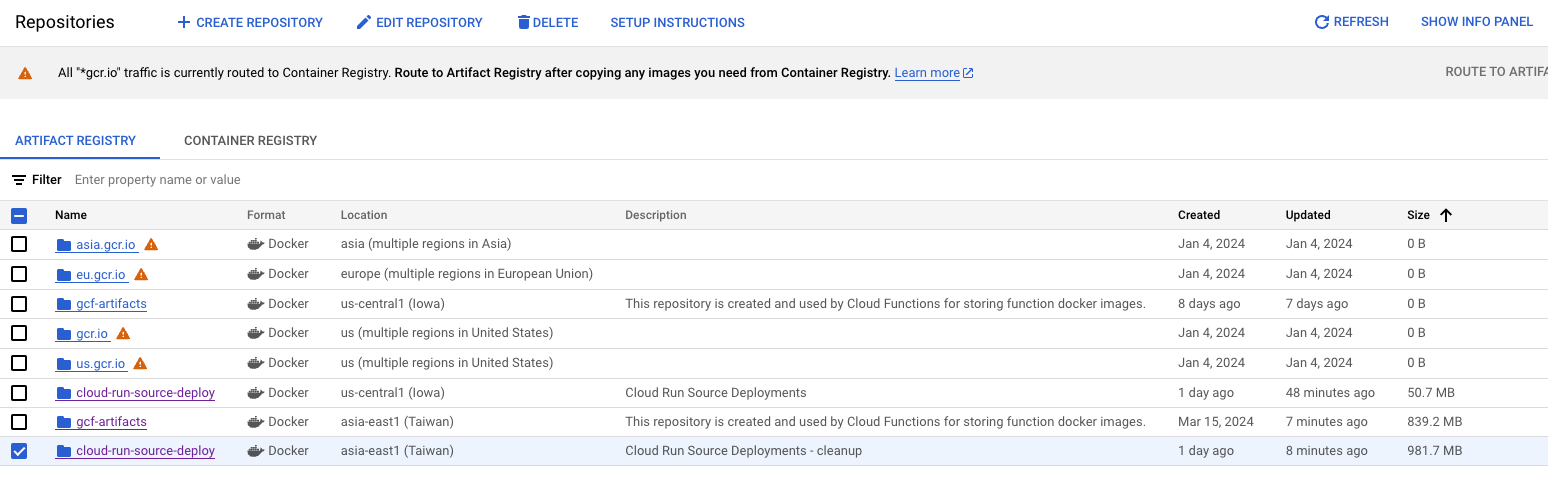 Repositories CREATE REPOSITORY EDIT REPOSITORY DELETE SETUP INSTRUCTIONS REFRESH SHOW INFO PANEL
All "*gcr.io" traffic is currently routed to Container Registry. Route to Artifact Registry after copying any images you need from Container Registry. Learn more ROUTE TO ARTIFA
ARTIFACT REGISTRY CONTAINER REGISTRY
Filter Enter property name or value
Name Format Location Description Created Updated Size
asia.gcr.io Docker asia (multiple regions in Asia) Jan 4, 2024 Jan 4, 2024 0 B
eu.gcr.io Docker europe (multiple regions in European Union) Jan 4, 2024 Jan 4, 2024 0 B
gcf-artifacts Docker us-central1 (Iowa) This repository is created and used by Cloud Functions for storing function docker images. 8 days ago 7 days ago 0 B
gcr.io Docker us (multiple regions in United States) Jan 4, 2024 Jan 4, 2024 0 B
us.gcr.io Docker us (multiple regions in United States) Jan 4, 2024 Jan 4, 2024 0 B
cloud-run-source-deploy Docker us-central1 (Iowa) Cloud Run Source Deployments 1 day ago 48 minutes ago 50.7 MB
gcf-artifacts Docker asia-east1 (Taiwan) This repository is created and used by Cloud Functions for storing function docker images. Mar 15, 2024 7 minutes ago 839.2 MB
cloud-run-source-deploy Docker asia-east1 (Taiwan) Cloud Run Source Deployments - cleanup 1 day ago 8 minutes ago 981.7 MB